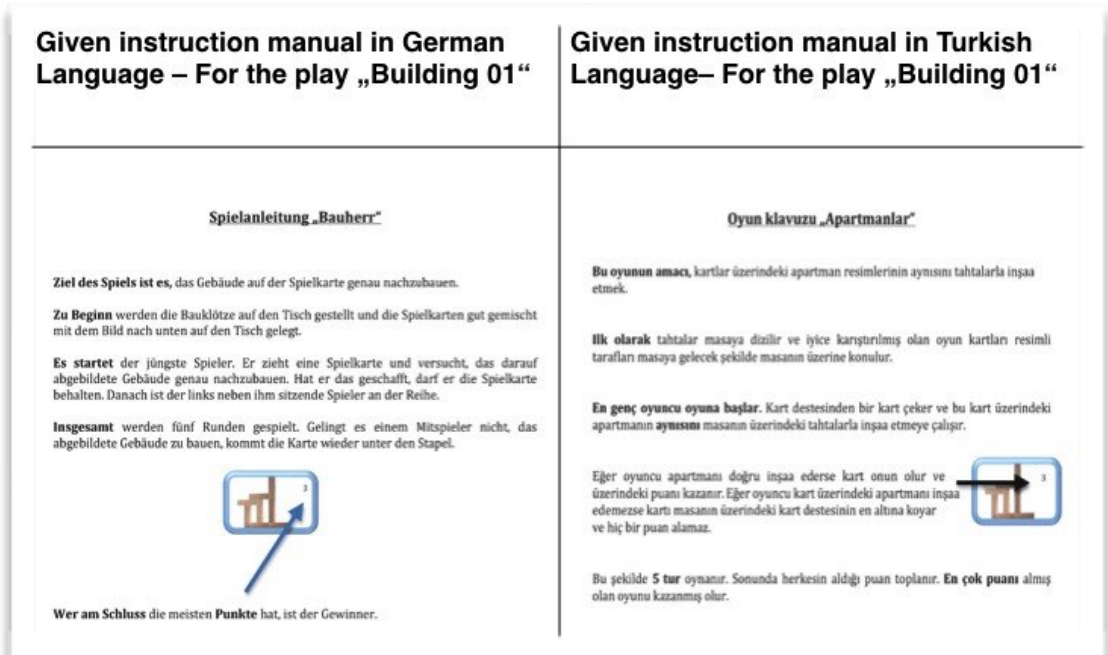 Given instruction manual in German
Language – For the play „Building 01“
Spielanleitung „Bauherr“
Ziel des Spiels ist es, das Gebäude auf der Spielkarte genau nachzubauen.
Zu Beginn werden die Bauklötze auf den Tisch gestellt und die Spielkarten gut gemischt
mit dem Bild nach unten auf den Tisch gelegt.
Es startet der jüngste Spieler. Er zieht eine Spielkarte und versucht, das darauf
abgebildete Gebäude genau nachzubauen. Hat er das geschafft, darf er die Spielkarte
behalten. Danach ist der links neben ihm sitzende Spieler an der Reihe.
Insgesamt werden fünf Runden gespielt. Gelingt es einem Mitspieler nicht, das
abgebildete Gebäude zu bauen, kommt die Karte wieder unter den Stapel.
3
Wer am Schluss die meisten Punkte hat, ist der Gewinner.
Given instruction manual in Turkish
Language– For the play „Building 01“
Oyun klavuzu „Apartmanlar“
Bu oyunun amacı, kartlar üzerindeki apartman resimlerinin aynısını tahtalarla inşaa
etmek.
Ilk olarak tahtalar masaya dizilir ve iyice karıştırılmış olan oyun kartları resimli
tarafları masaya gelecek şekilde masanın üzerine konulur.
En genç oyuncu oyuna başlar. Kart destesinden bir kart çeker ve bu kart üzerindeki
apartmanın aynısını masanın üzerindeki tahtalarla inşaa etmeye çalışır.
Eğer oyuncu apartmanı doğru inşaa ederse kart onun olur ve
üzerindeki puanı kazanır. Eğer oyuncu kart üzerindeki apartmanı inşaa
edemezse kartı masanın üzerindeki kart destesinin en altına koyar
ve hiç bir puan alamaz.
3
Bu şekilde 5 tur oynanır. Sonunda herkesin aldığı puan toplanır. En çok puanı almış
olan oyunu kazanmış olur.